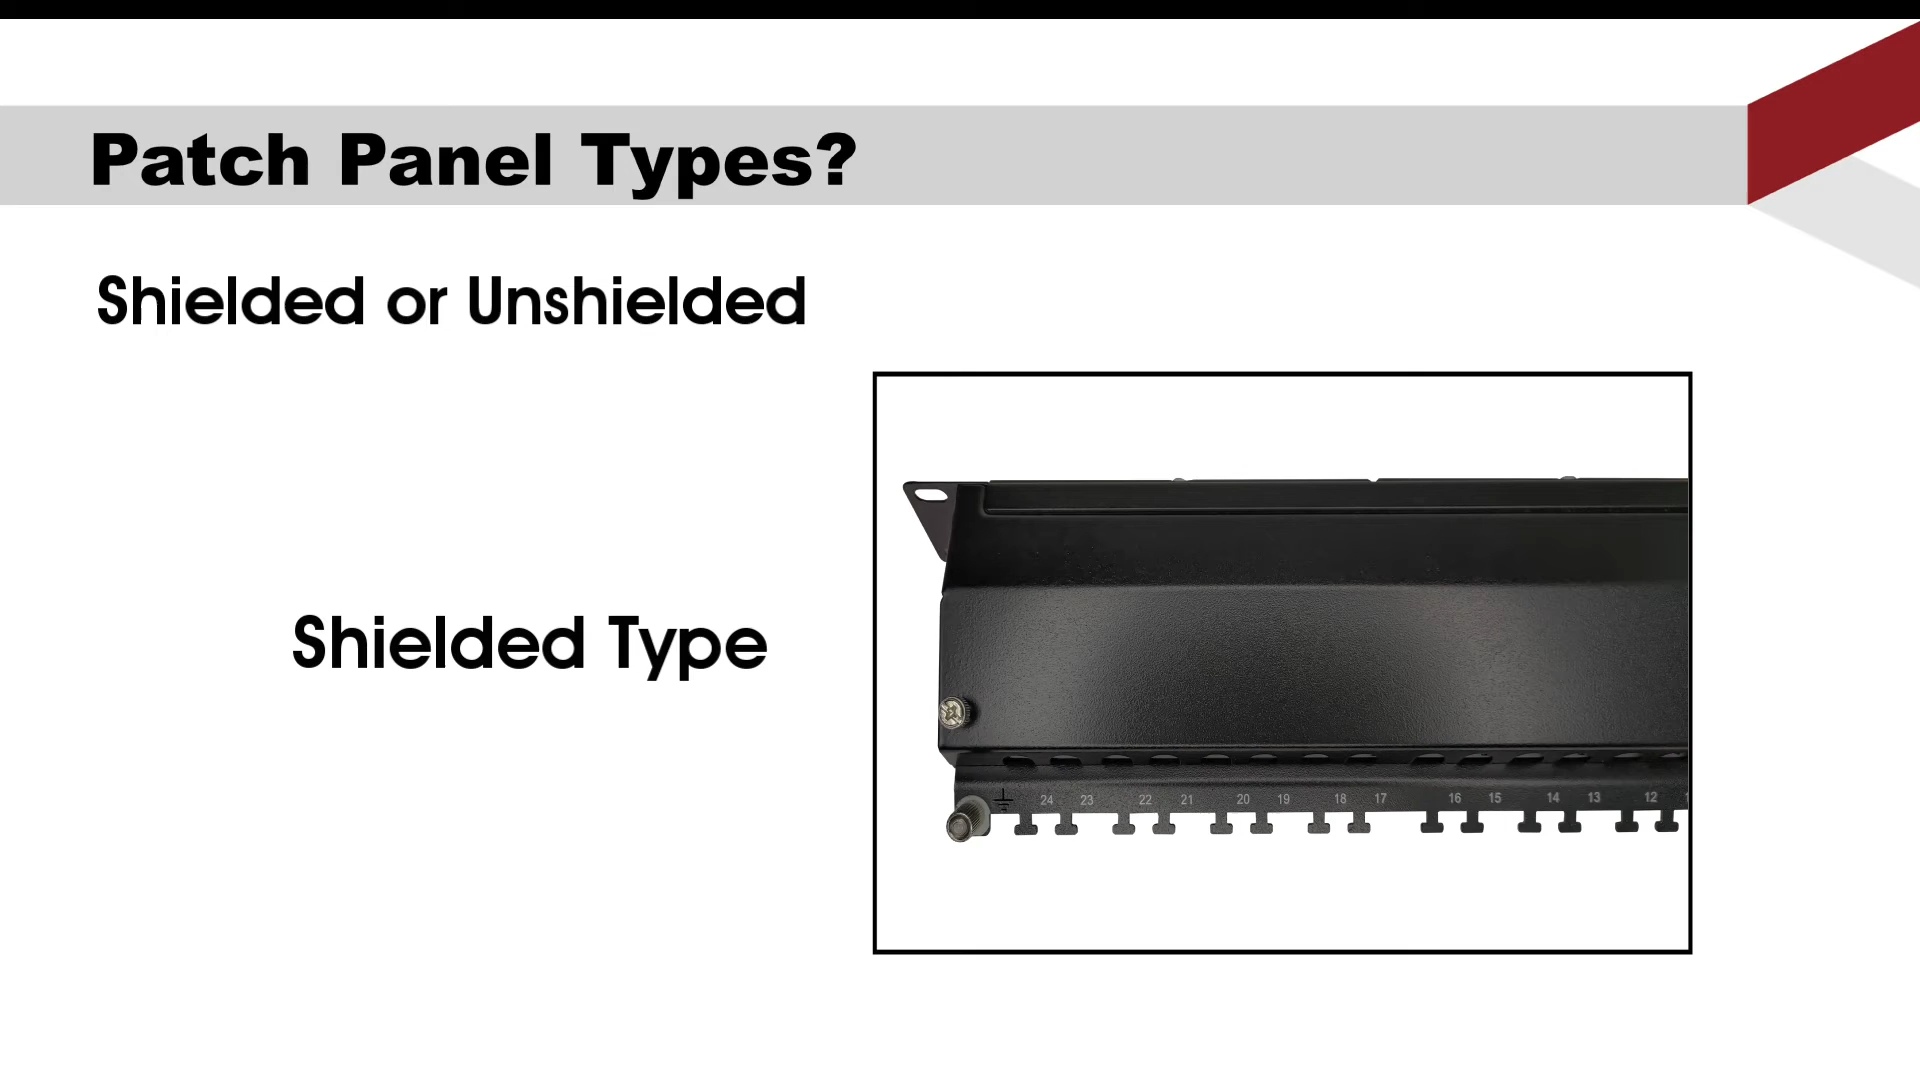 Patch Panel Types?
Shielded or Unshielded
Shielded Type
24 23 22 21 20 19 18 17 16 15 14 13 12